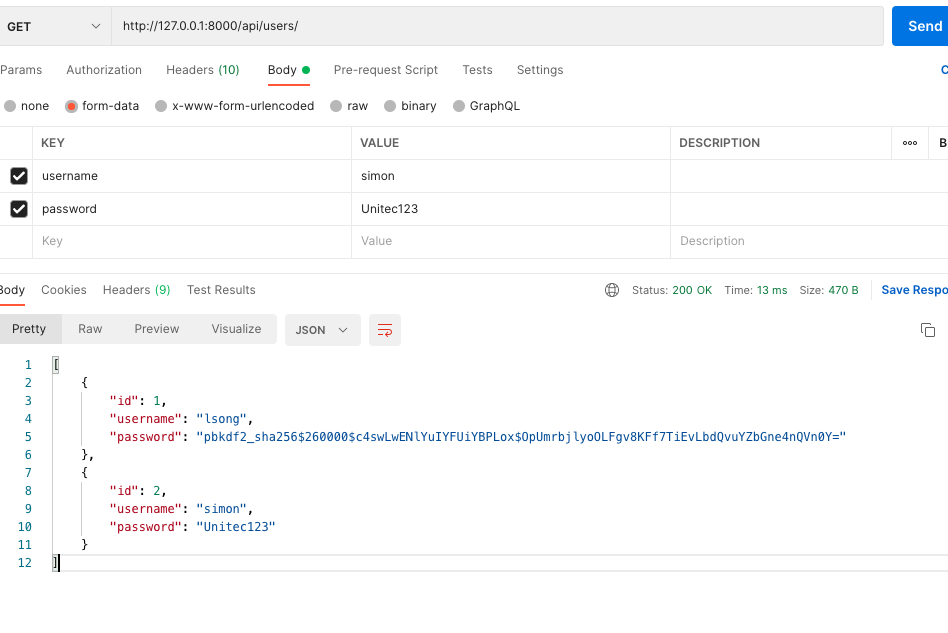 GET http://127.0.0.1:8000/api/users/ Send
Params Authorization Headers (10) Body Pre-request Script Tests Settings C
none form-data x-www-form-urlencoded raw binary GraphQL
KEY VALUE DESCRIPTION ooo B
username simon
password Unitec123
Key Value Description
Body Cookies Headers (9) Test Results Status: 200 OK Time: 13 ms Size: 470 B Save Respo
Pretty Raw Preview Visualize JSON
1 [
2 {
3 "id": 1,
4 "username": "lsong",
5 "password": "pbkdf2_sha256$260000$c4swLwENlYuIYFUiYBPLox$OpUmrbjlyoOLFgv8KFf7TiEvLbdQvuYZbGne4nQVn0Y="
6 },
7 {
8 "id": 2,
9 "username": "simon",
10 "password": "Unitec123"
11 }
12 ]